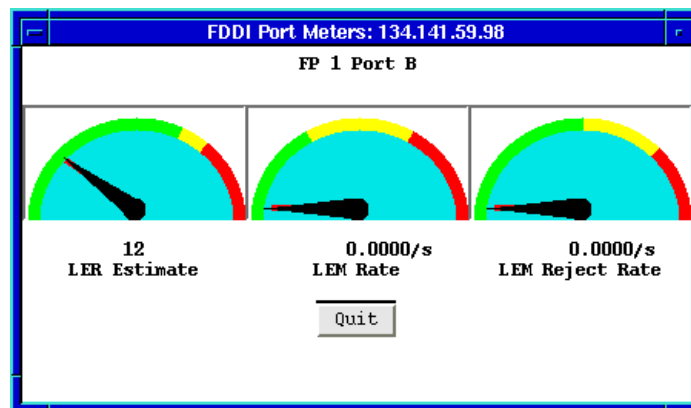 FDDI Port Meters: 134.141.59.98
FP 1 Port B
12
LER Estimate
0.0000/s
LEM Rate
0.0000/s
LEM Reject Rate
Quit